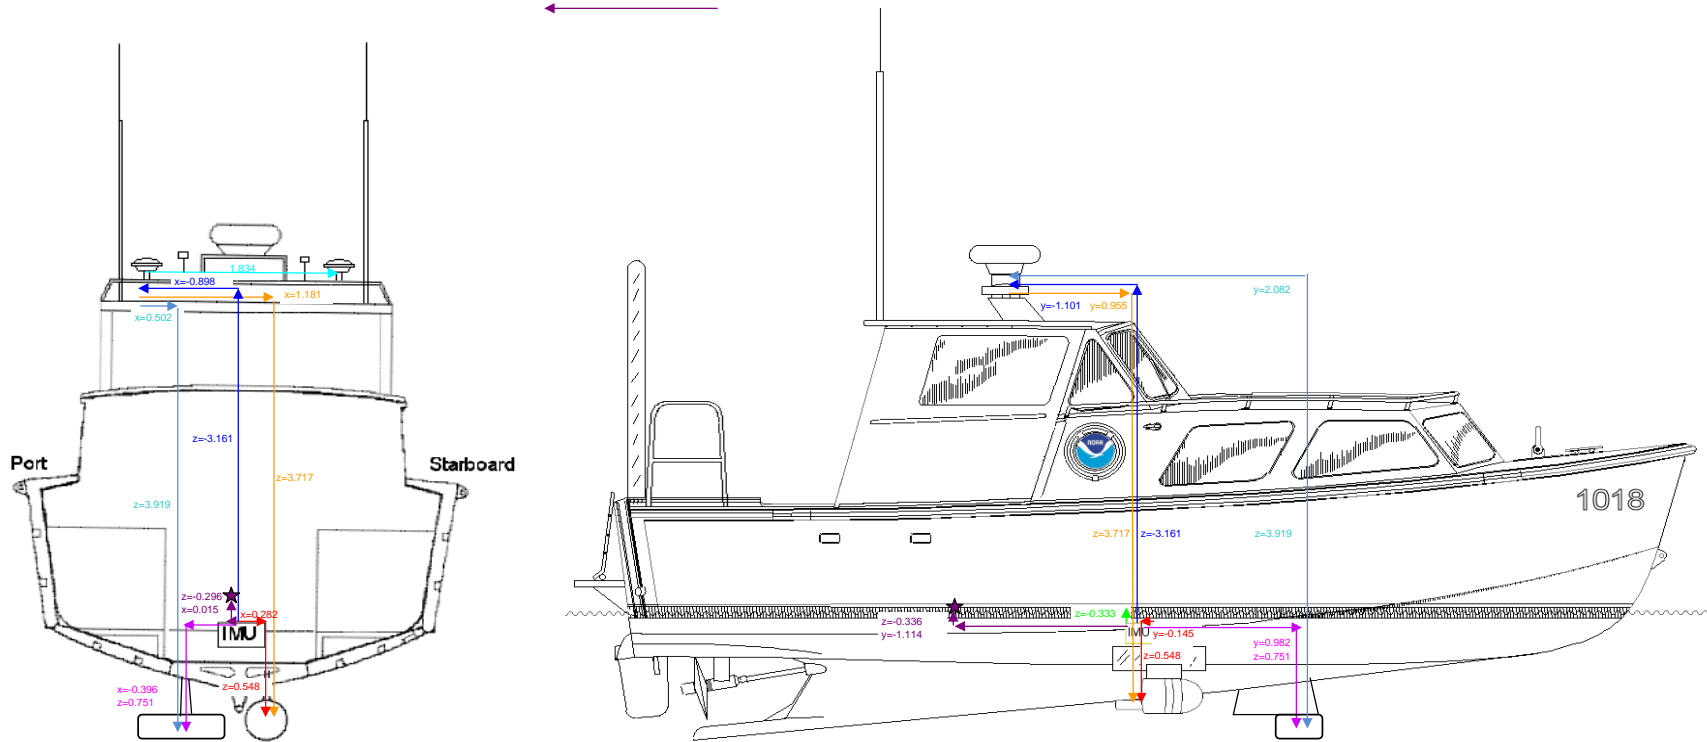 1.834
x=-0.898
x=1.181
x=0.502
z=-3.161
Port
Starboard
z=3.717
z=3.919
z=-0.296
x=0.015
x=0.282
IMU
z=0.548
x=-0.396
z=0.751
y=2.082
y=-1.101
y=0.955
NOAA
1018
z=3.717
z=-3.161
z=3.919
z=-0.333
z=-0.336
y=-1.114
IMU
y=-0.145
z=0.548
y=0.982
z=0.751